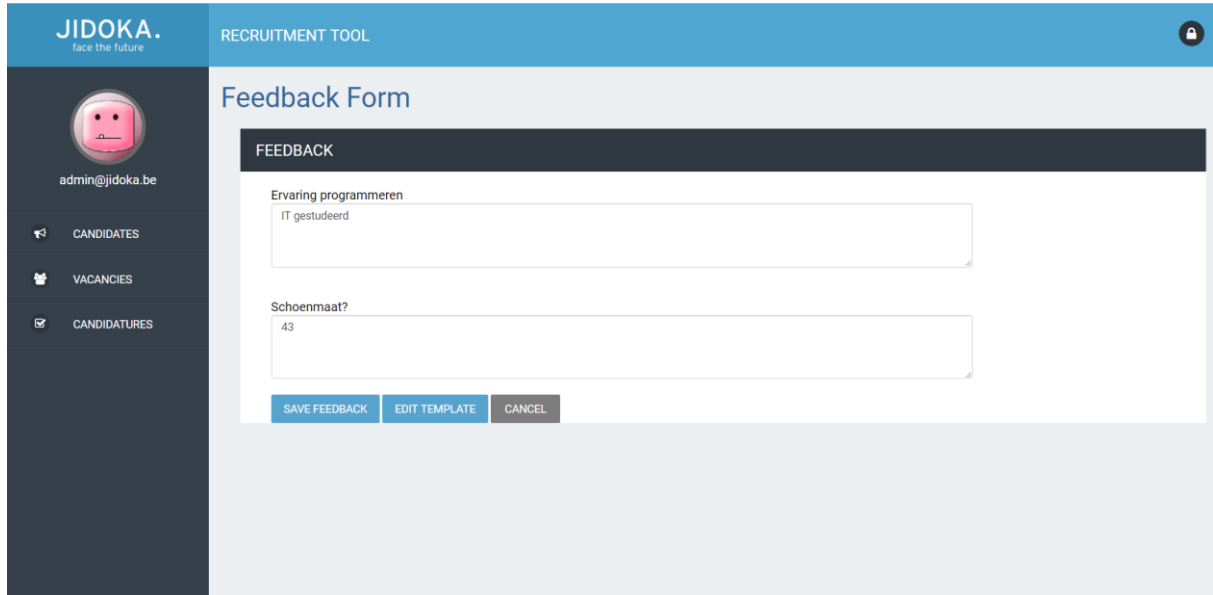 JIDOKA.
face the future
RECRUITMENT TOOL
admin@jidoka.be
CANDIDATES
VACANCIES
CANDIDATURES
Feedback Form
FEEDBACK
Ervaring programmeren
IT gestudeerd
Schoenmaat?
43
SAVE FEEDBACK EDIT TEMPLATE CANCEL